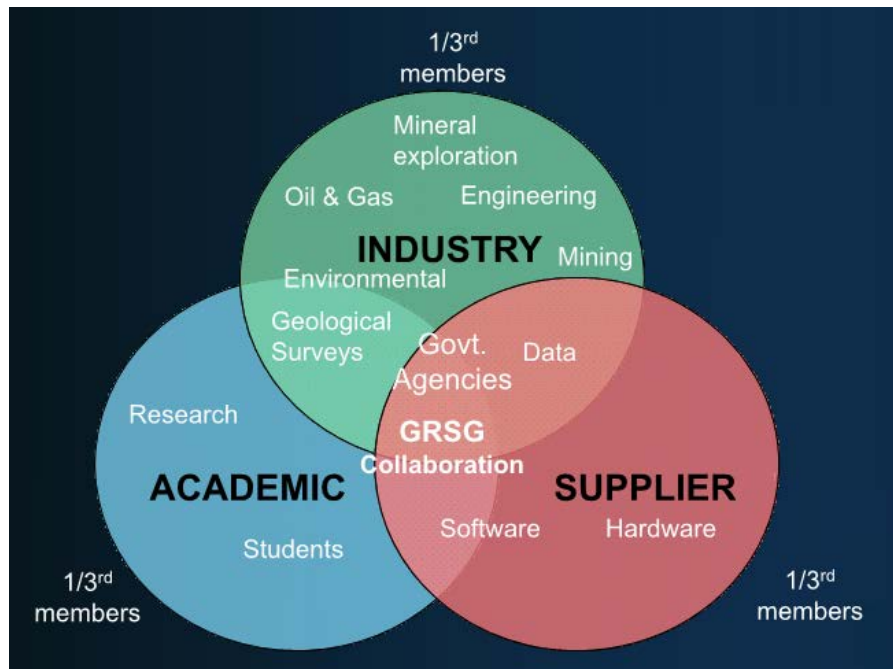 1/3rd
members
Mineral
exploration
Oil & Gas
Engineering
INDUSTRY
Mining
Environmental
Geological
Surveys
Govt.
Agencies
Data
Research
GRSG
Collaboration
ACADEMIC
SUPPLIER
Software
Hardware
Students
1/3rd
members
1/3rd
members